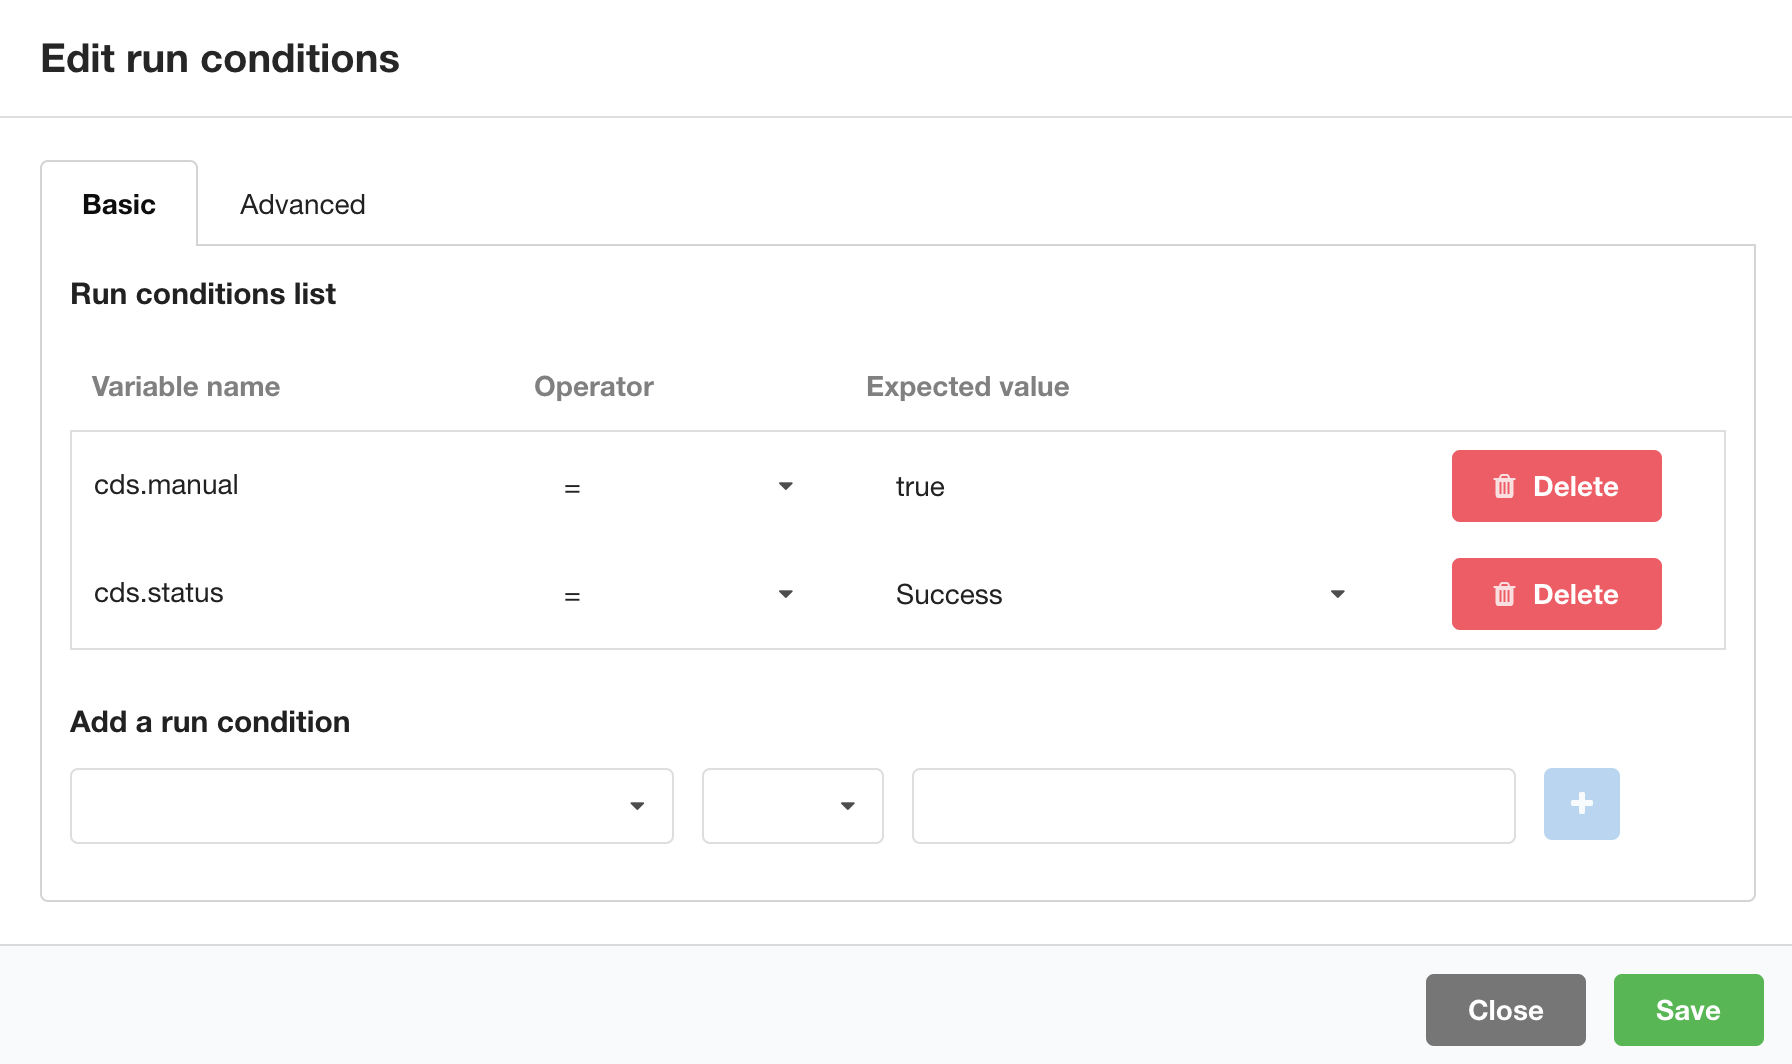 Edit run conditions
Basic Advanced
Run conditions list
Variable name Operator Expected value
cds.manual = true Delete
cds.status = Success Delete
Add a run condition
+
Close Save